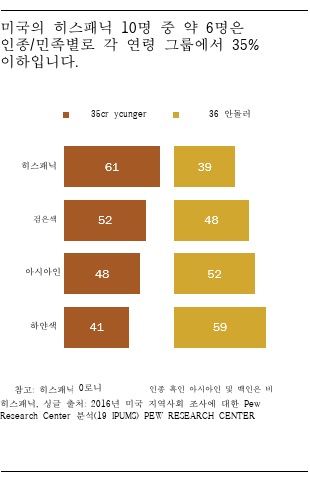 미국의 히스패닉 10명 중 약 6명은
인종/민족별로 각 연령 그룹에서 35%
이하입니다.
35cr younger 36 안돌러
히스패닉 61 39
검은색 52 48
아시아인 48 52
하얀색 41 59
참고: 히스패닉 0로니 인종 흑인 아시아인 및 백인은 비
히스패닉, 싱글 출처: 2016년 미국 지역사회 조사에 대한 Pew
Research Center 분석(19 IPUMS) PEW RESEARCH CENTER